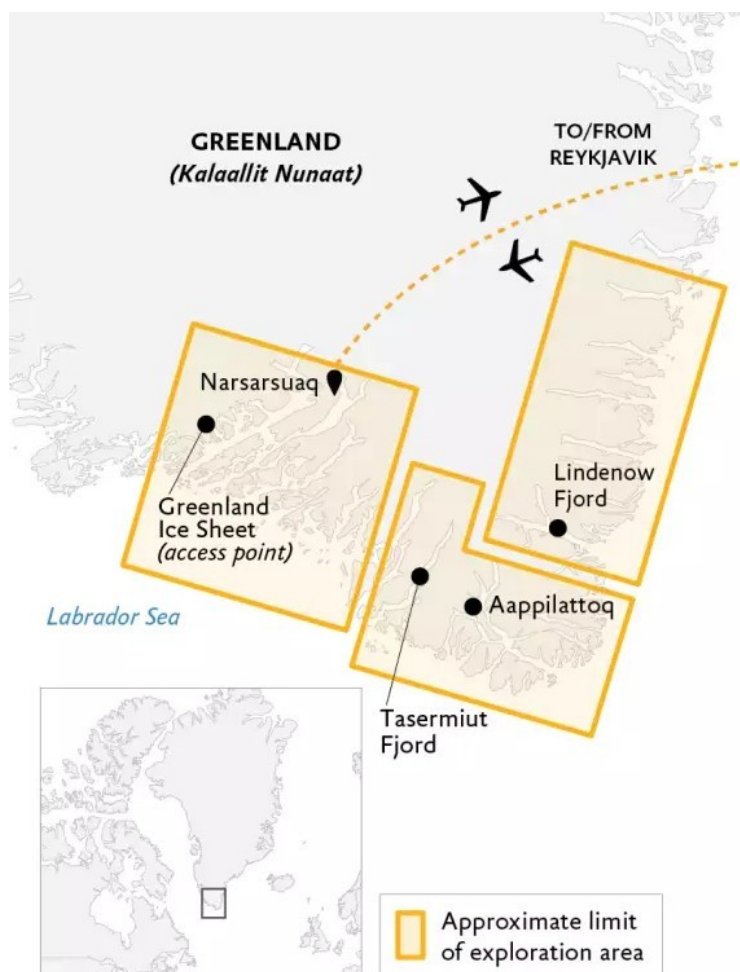 GREENLAND
(Kalaallit Nunaat)
TO/FROM
REYKJAVIK
Narsarsuaq
Greenland
Ice Sheet
(access point)
Lindenow
Fjord
Aappilattoq
Labrador Sea
Tasermiut
Fjord
Approximate limit
of exploration area